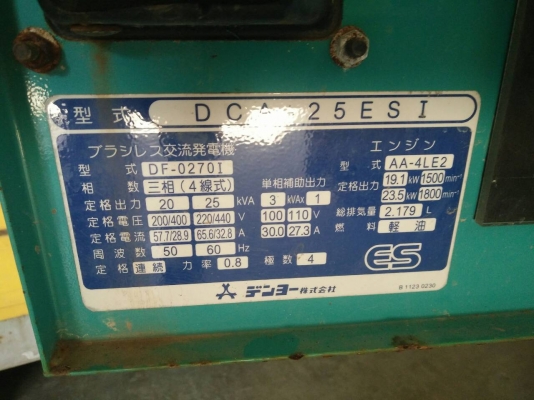 型式 DCA-25ESI
ブラシレス交流発電機
型式 DF-0270I
相数 三相(4線式) 単相補助出力
定格出力 20 25 kVA 3 kVA× 1
定格電圧 200/400 220/440 V 100 110 V
定格電流 57.7/28.9 65.6/32.8 A 30.0 27.3 A
周波数 50 60 Hz
定格 連続 力率 0.8 極数 4
エンジン
型式 AA-4LE2
定格出力 19.1 kW 1500 min⁻¹
23.5 kW 1800 min⁻¹
総排気量 2.179 L
燃料 軽油
ES
デンヨー株式会社
B 1123 0230